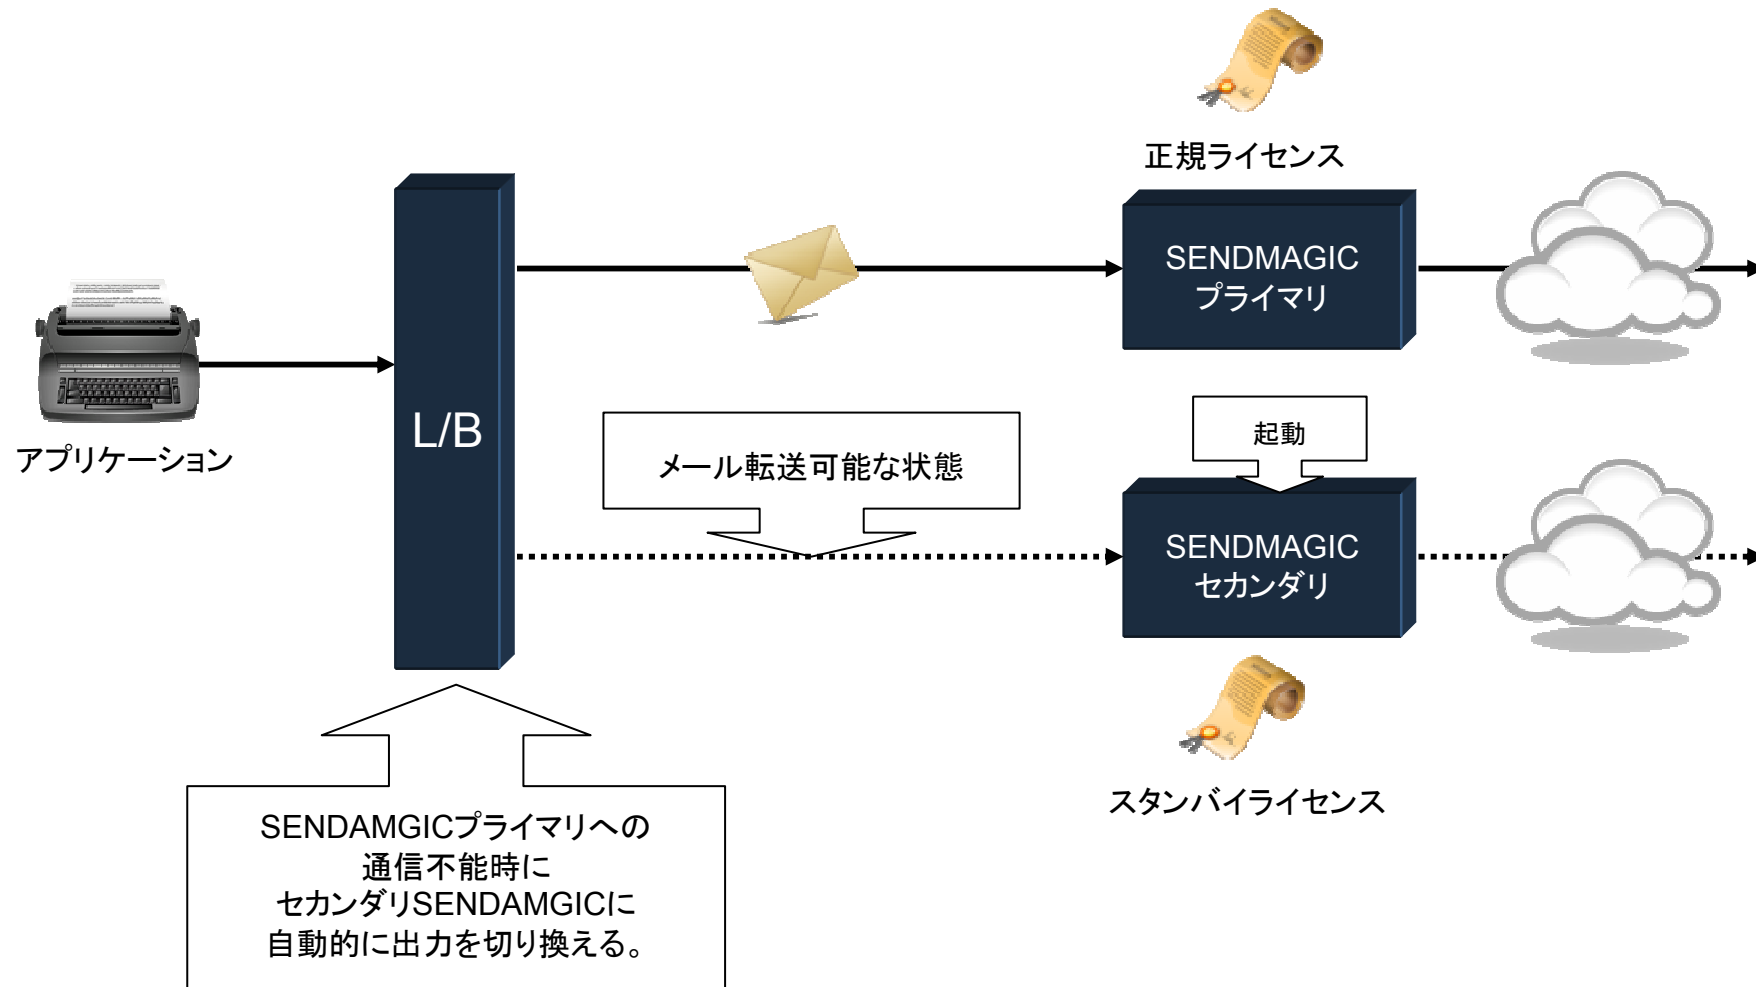 正規ライセンス
SENDMAGIC
プライマリ
L/B
アプリケーション
メール転送可能な状態
起動
SENDMAGIC
セカンダリ
スタンバイライセンス
SENDAMGICプライマリへの
通信不能時に
セカンダリSENDAMGICに
自動的に出力を切り換える。